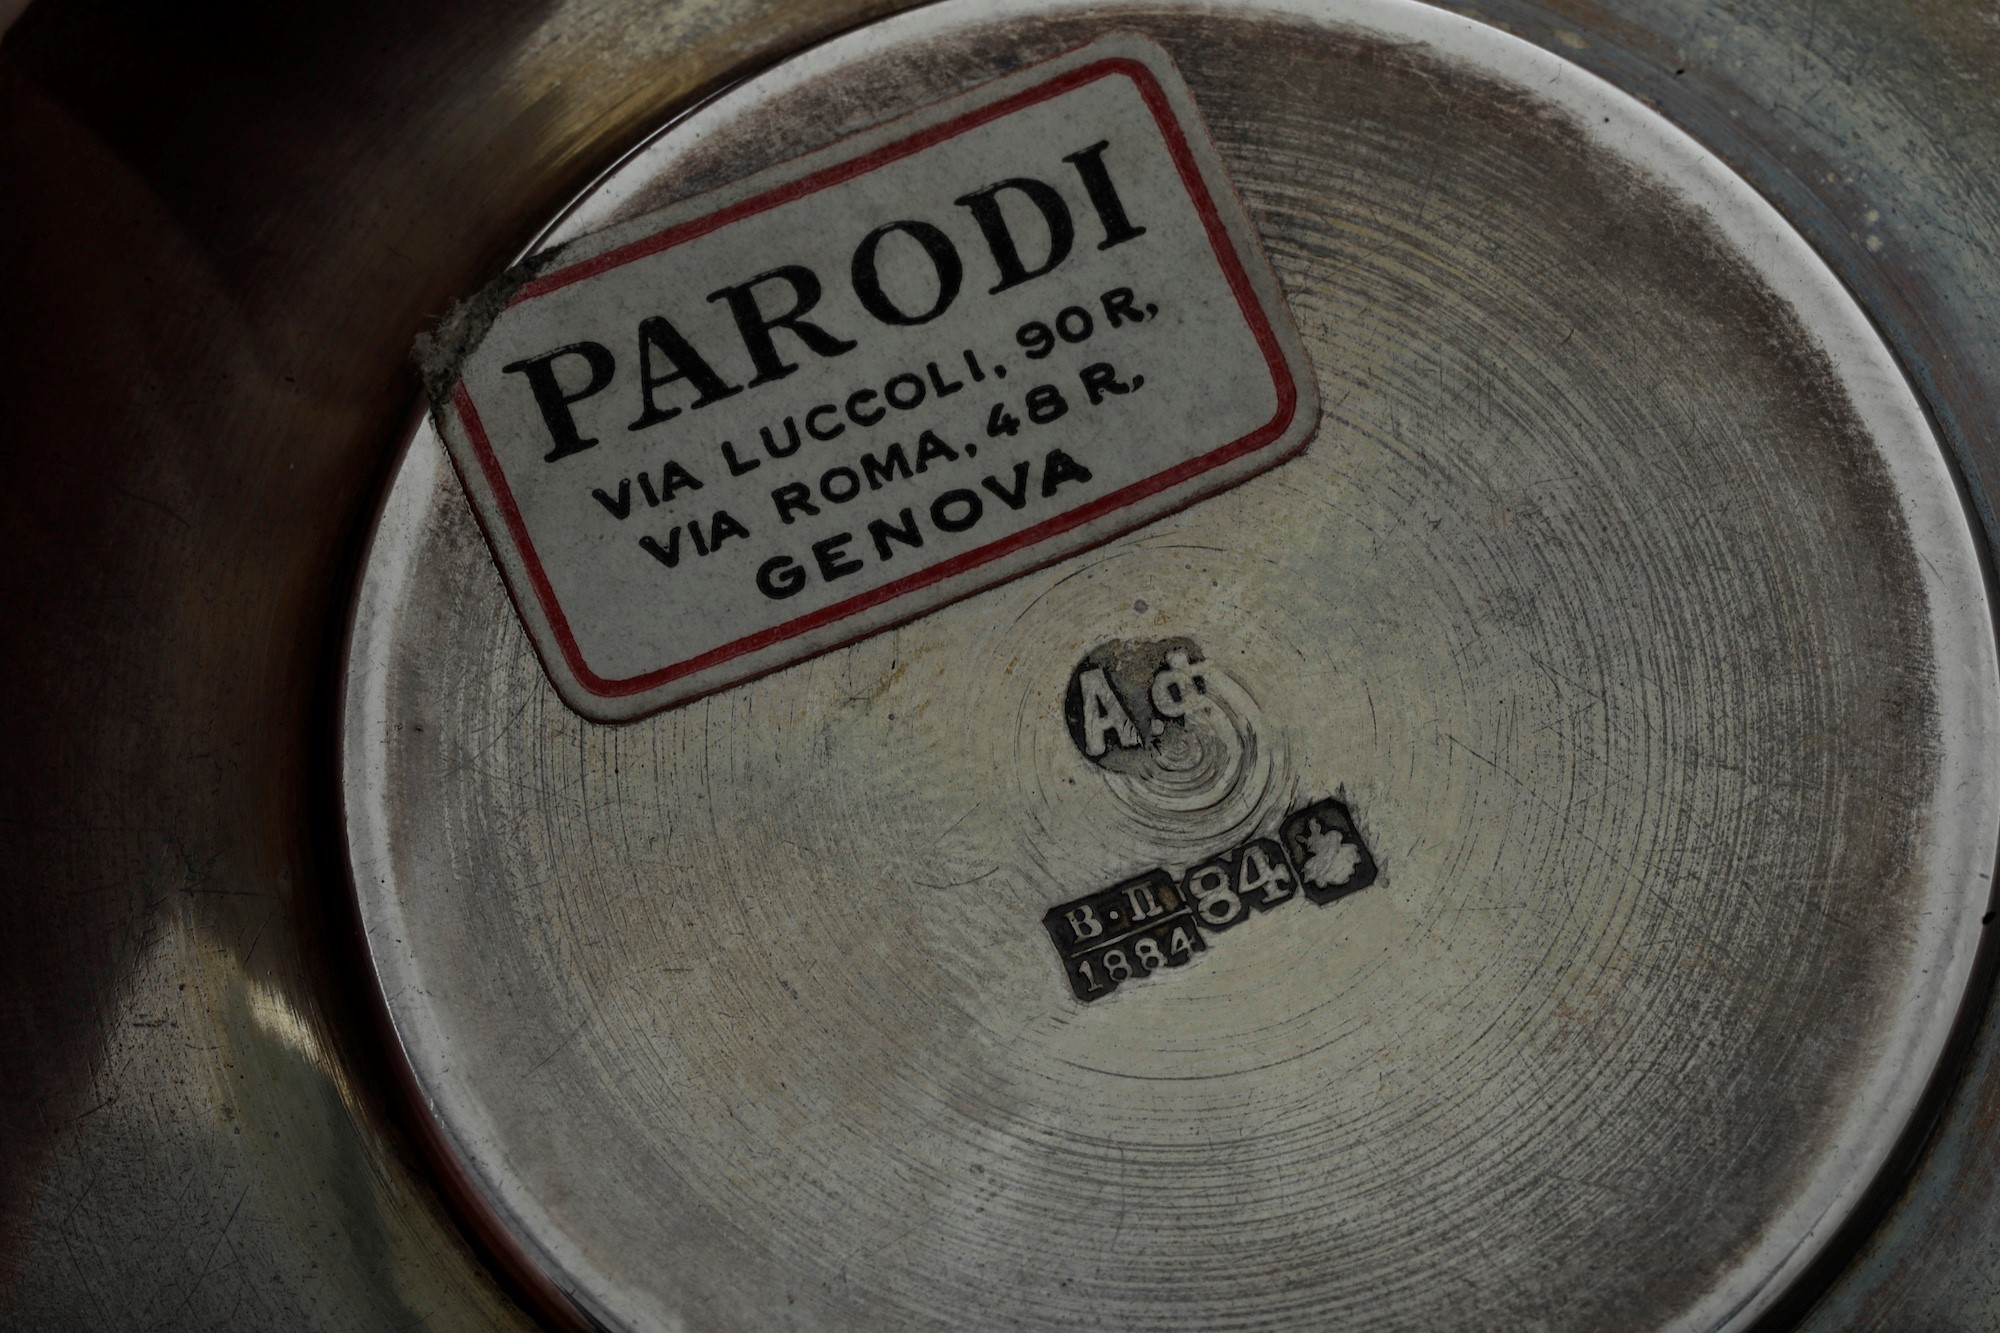 PARODI
VIA LUCCOLI, 90 R,
VIA ROMA, 48 R,
GENOVA
А.Ф
В·П
1884
84